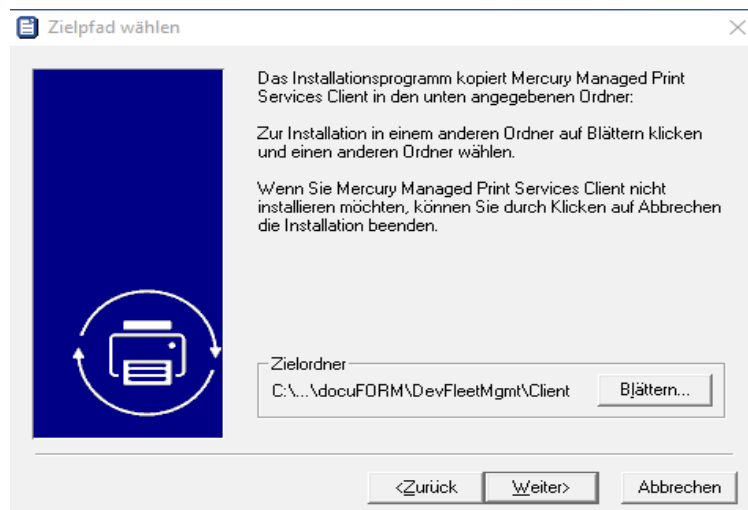 Zielpfad wählen
Das Installationsprogramm kopiert Mercury Managed Print
Services Client in den unten angegebenen Ordner:
Zur Installation in einem anderen Ordner auf Blättern klicken
und einen anderen Ordner wählen.
Wenn Sie Mercury Managed Print Services Client nicht
installieren möchten, können Sie durch Klicken auf Abbrechen
die Installation beenden.
Zielordner
C:\...\docuFORM\DevFleetMgmt\Client
Blättern...
<Zurück
Weiter>
Abbrechen